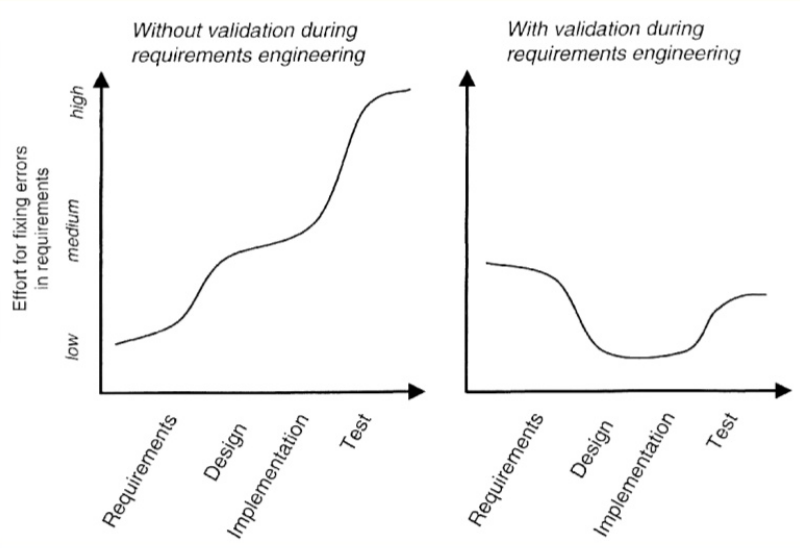 Without validation during
requirements engineering
With validation during
requirements engineering
Effort for fixing errors
in requirements
high
medium
low
Requirements
Design
Implementation
Test
Requirements
Design
Implementation
Test